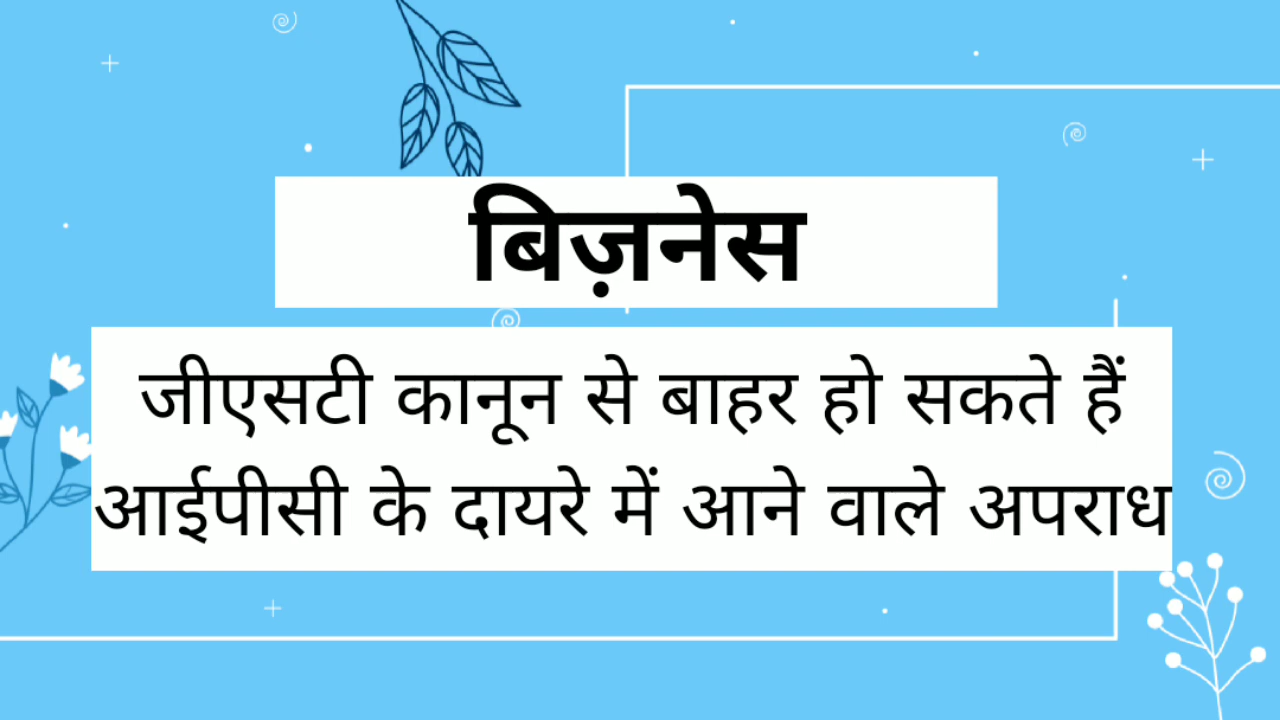 बिज़नेस
जीएसटी कानून से बाहर हो सकते हैं
आईपीसी के दायरे में आने वाले अपराध